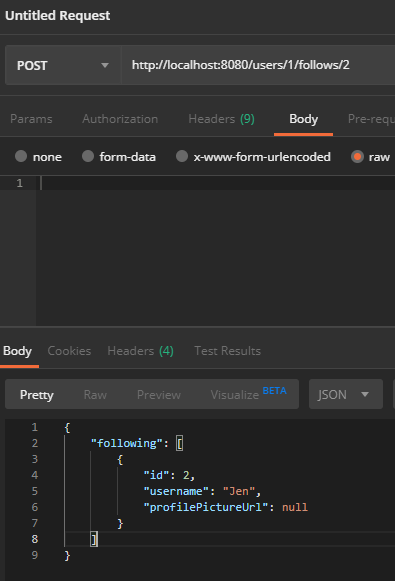 Untitled Request
POST http://localhost:8080/users/1/follows/2
Params Authorization Headers (9) Body Pre-requ
none form-data x-www-form-urlencoded raw
1
Body Cookies Headers (4) Test Results
Pretty Raw Preview Visualize BETA JSON
1 {
2 "following": [
3 {
4 "id": 2,
5 "username": "Jen",
6 "profilePictureUrl": null
7 }
8 ]
9 }